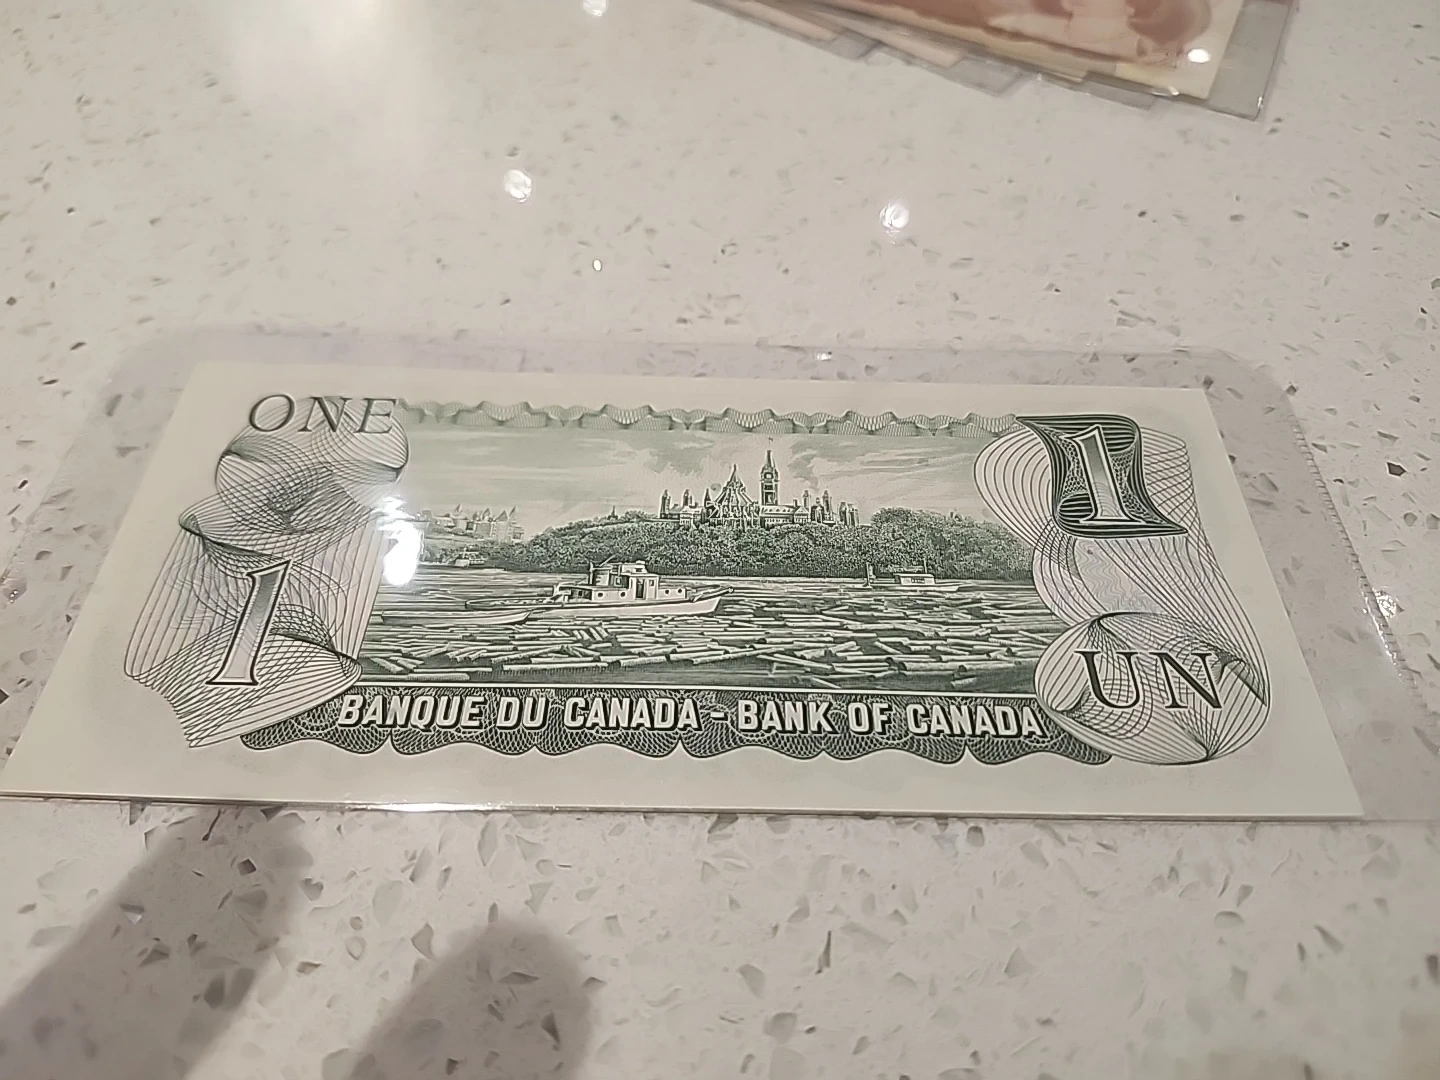 ONE
1
1
UN
BANQUE DU CANADA - BANK OF CANADA